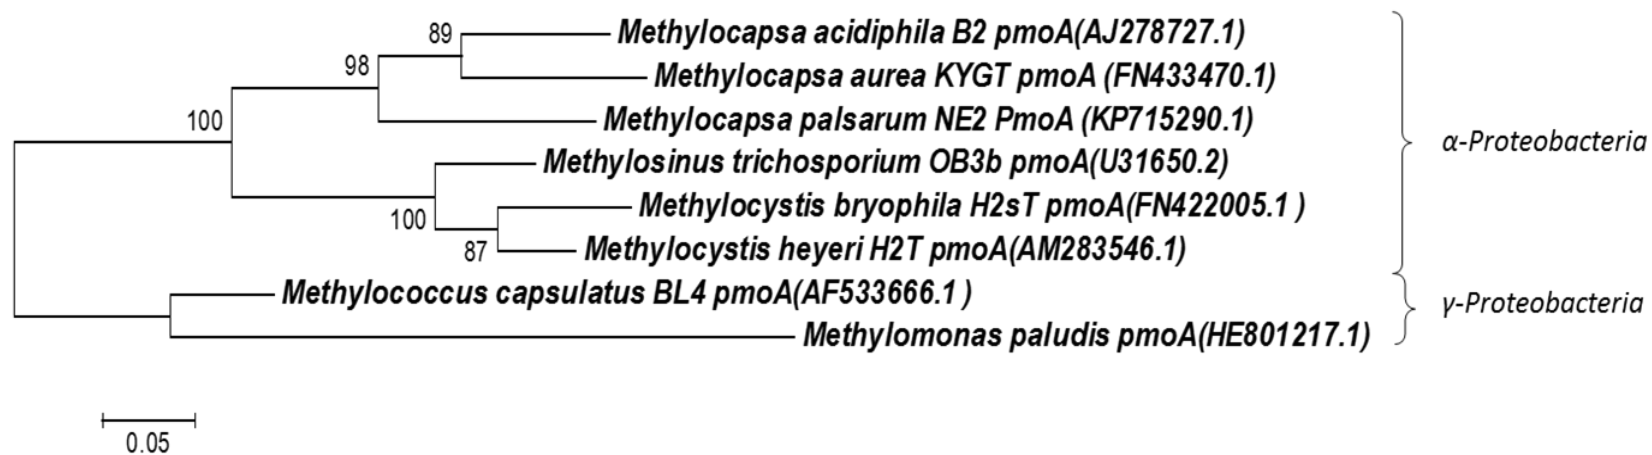 89
Methylocapsa acidiphila B2 pmoA(AJ278727.1)
98
Methylocapsa aurea KYGT pmoA (FN433470.1)
100
Methylocapsa palsarum NE2 PmoA (KP715290.1)
α-Proteobacteria
Methylosinus trichosporium OB3b pmoA(U31650.2)
Methylocystis bryophila H2sT pmoA(FN422005.1 )
100
87
Methylocystis heyeri H2T pmoA(AM283546.1)
Methylococcus capsulatus BL4 pmoA(AF533666.1 )
γ-Proteobacteria
Methylomonas paludis pmoA(HE801217.1)
0.05